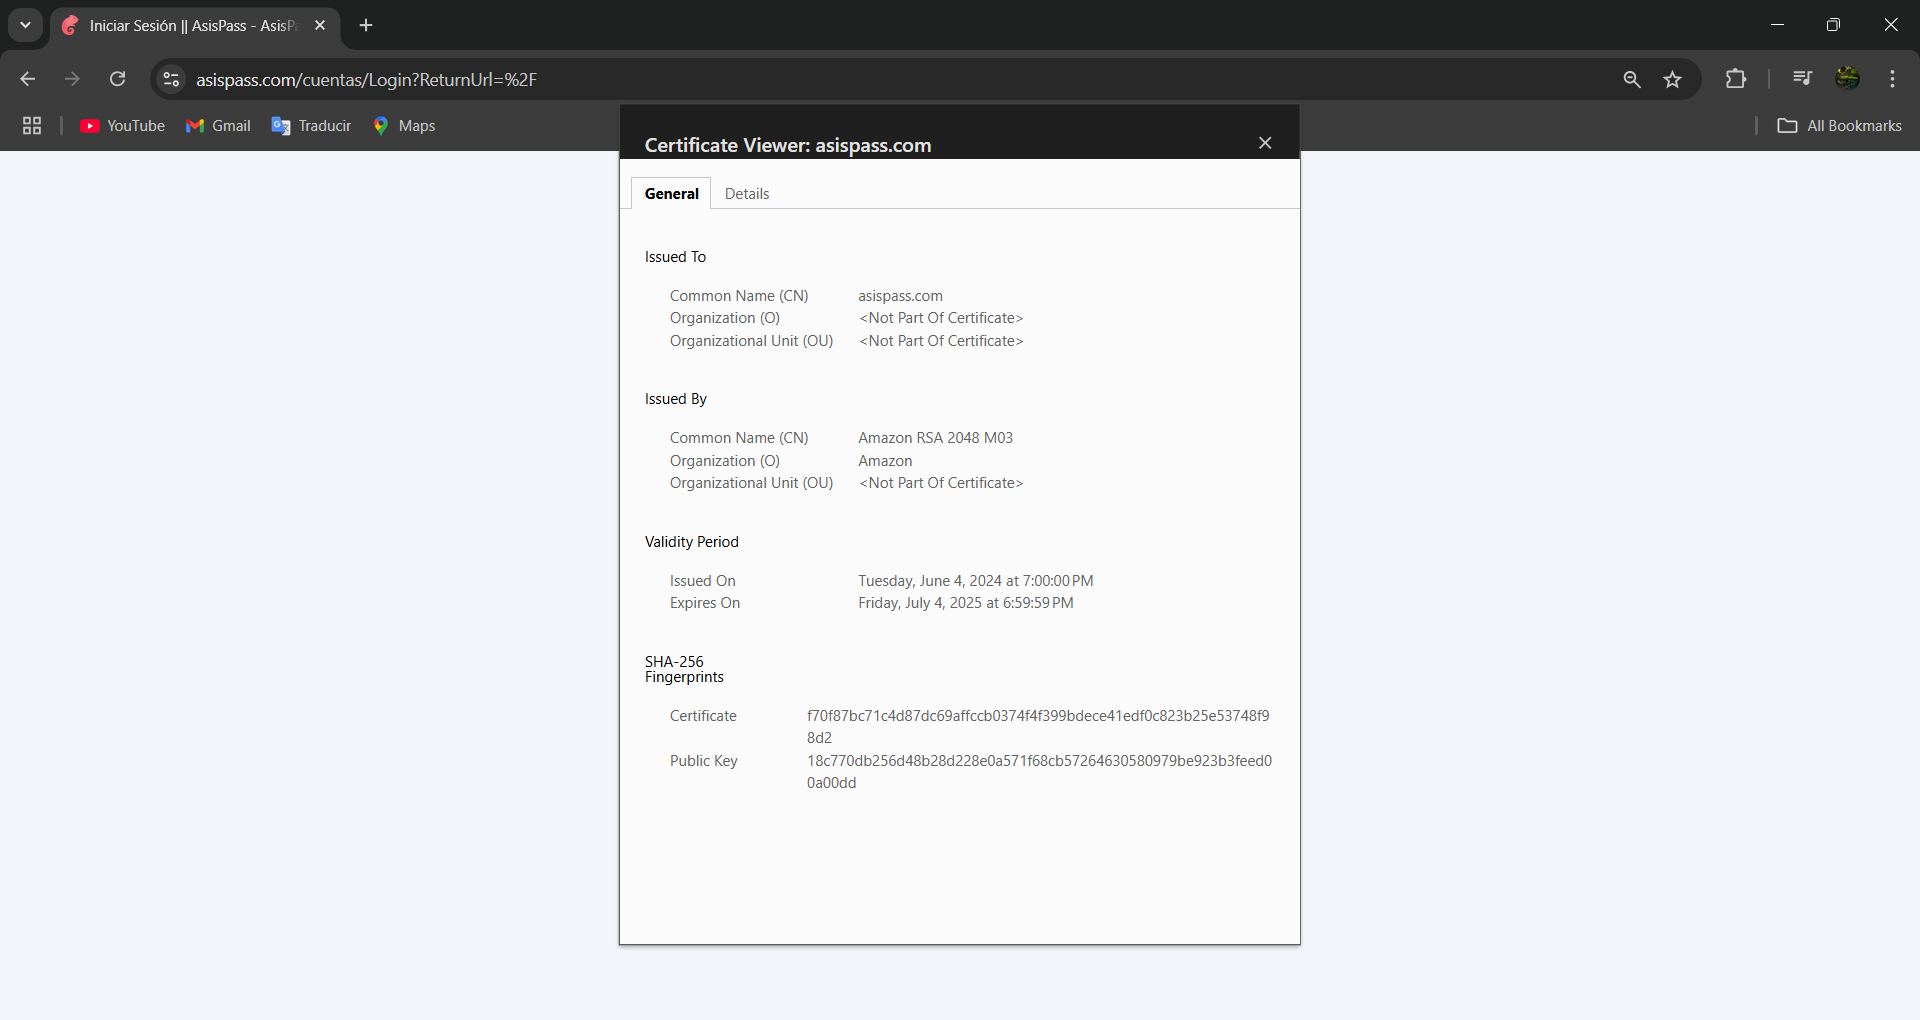 Iniciar Sesión || AsisPass - AsisPa
asispass.com/cuentas/Login?ReturnUrl=%2F
YouTube
Gmail
Traducir
Maps
All Bookmarks
Certificate Viewer: asispass.com
General Details
Issued To
Common Name (CN) asispass.com
Organization (O) <Not Part Of Certificate>
Organizational Unit (OU) <Not Part Of Certificate>
Issued By
Common Name (CN) Amazon RSA 2048 M03
Organization (O) Amazon
Organizational Unit (OU) <Not Part Of Certificate>
Validity Period
Issued On Tuesday, June 4, 2024 at 7:00:00 PM
Expires On Friday, July 4, 2025 at 6:59:59 PM
SHA-256
Fingerprints
Certificate f70f87bc71c4d87dc69affccb0374f4f399bdece41edf0c823b25e53748f9
8d2
Public Key 18c770db256d48b28d228e0a571f68cb57264630580979be923b3feed0
0a00dd